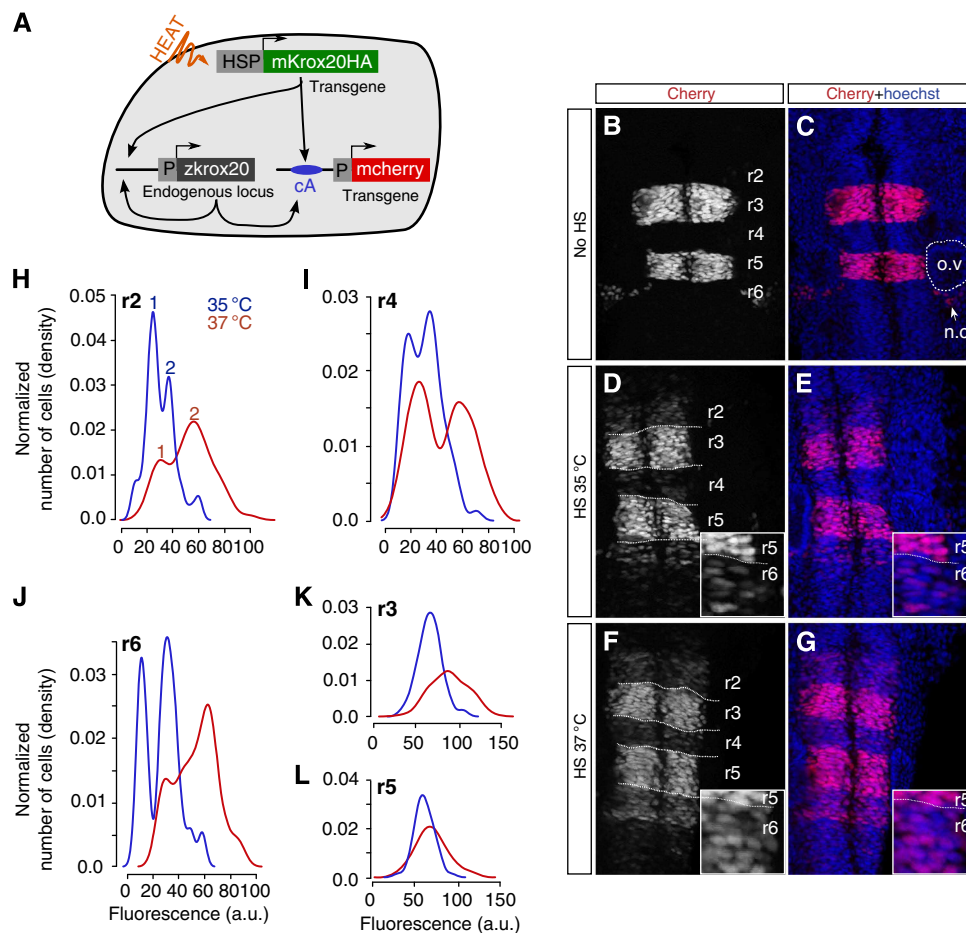 A
HEAT
HSP mKrox20HA
Transgene
P zkrox20
Endogenous locus
cA
P mcherry
Transgene
Cherry
Cherry+hoechst
No HS
B
r2
r3
r4
r5
r6
C
o.v
n.c
HS 35 °C
D
r2
r3
r4
r5
r5
r6
E
r5
r6
HS 37 °C
F
r2
r3
r4
r5
r5
r6
G
r5
r6
H
r2
1
2
35 °C
37 °C
1
2
Normalized
number of cells (density)
0.05
0.04
0.03
0.02
0.01
0.0
0 20 40 60 80 100
I
r4
0.03
0.02
0.01
0.0
0 20 40 60 80 100
J
r6
Normalized
number of cells (density)
0.03
0.02
0.01
0.0
0 20 40 60 80 100
Fluorescence (a.u.)
K
r3
0.03
0.02
0.01
0.0
0 50 100 150
L
r5
0.04
0.02
0.0
0 50 100 150
Fluorescence (a.u.)